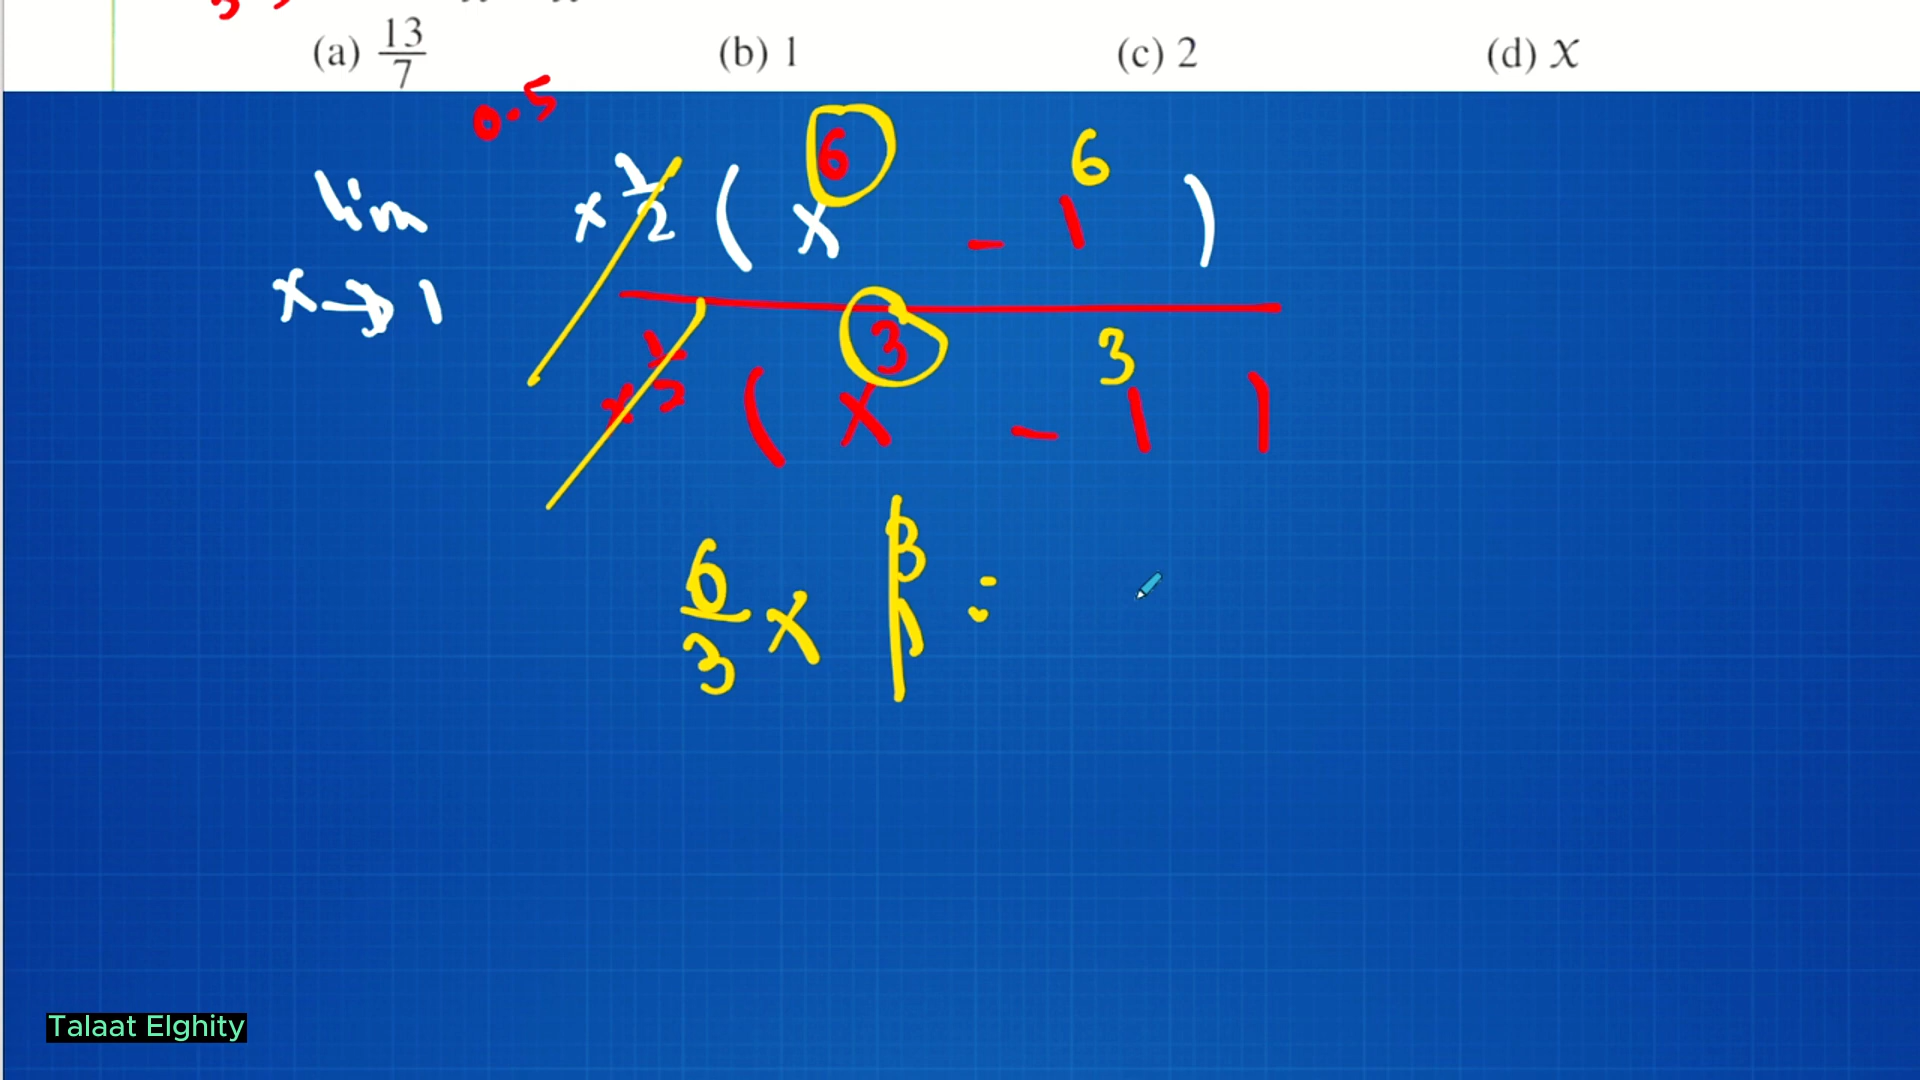 (a) 13/7 (b) 1 (c) 2 (d) x
0.5
lim x→1 x^(1/2) ( x^6 - 1^6 )
x^(1/2) ( x^3 - 1^3 )
6/3 x =
Talaat Elghity